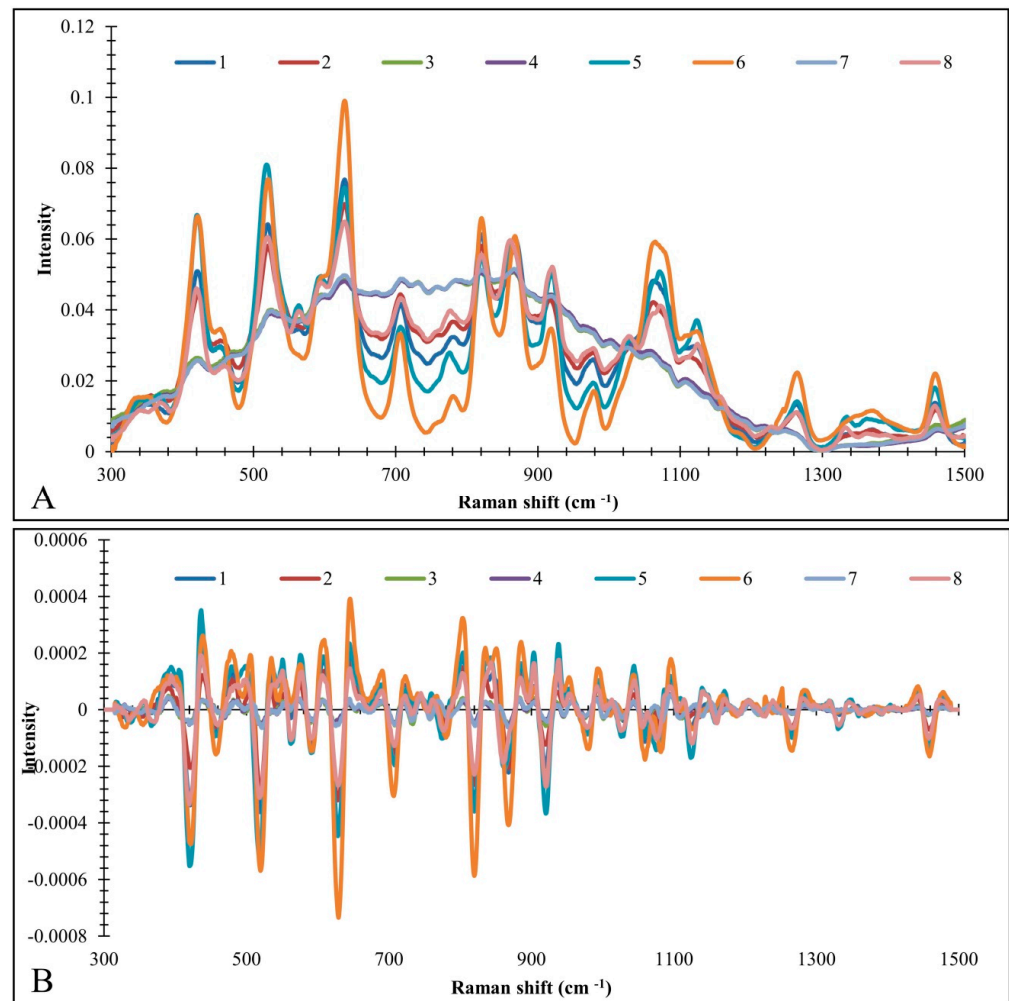 0.12
1 2 3 4 5 6 7 8
0.1
0.08
0.06
0.04
0.02
0
Intensity
300 500 700 900 1100 1300 1500
Raman shift (cm -1)
A
0.0006
1 2 3 4 5 6 7 8
0.0004
0.0002
0
-0.0002
-0.0004
-0.0006
-0.0008
Intensity
300 500 700 900 1100 1300 1500
Raman shift (cm -1)
B